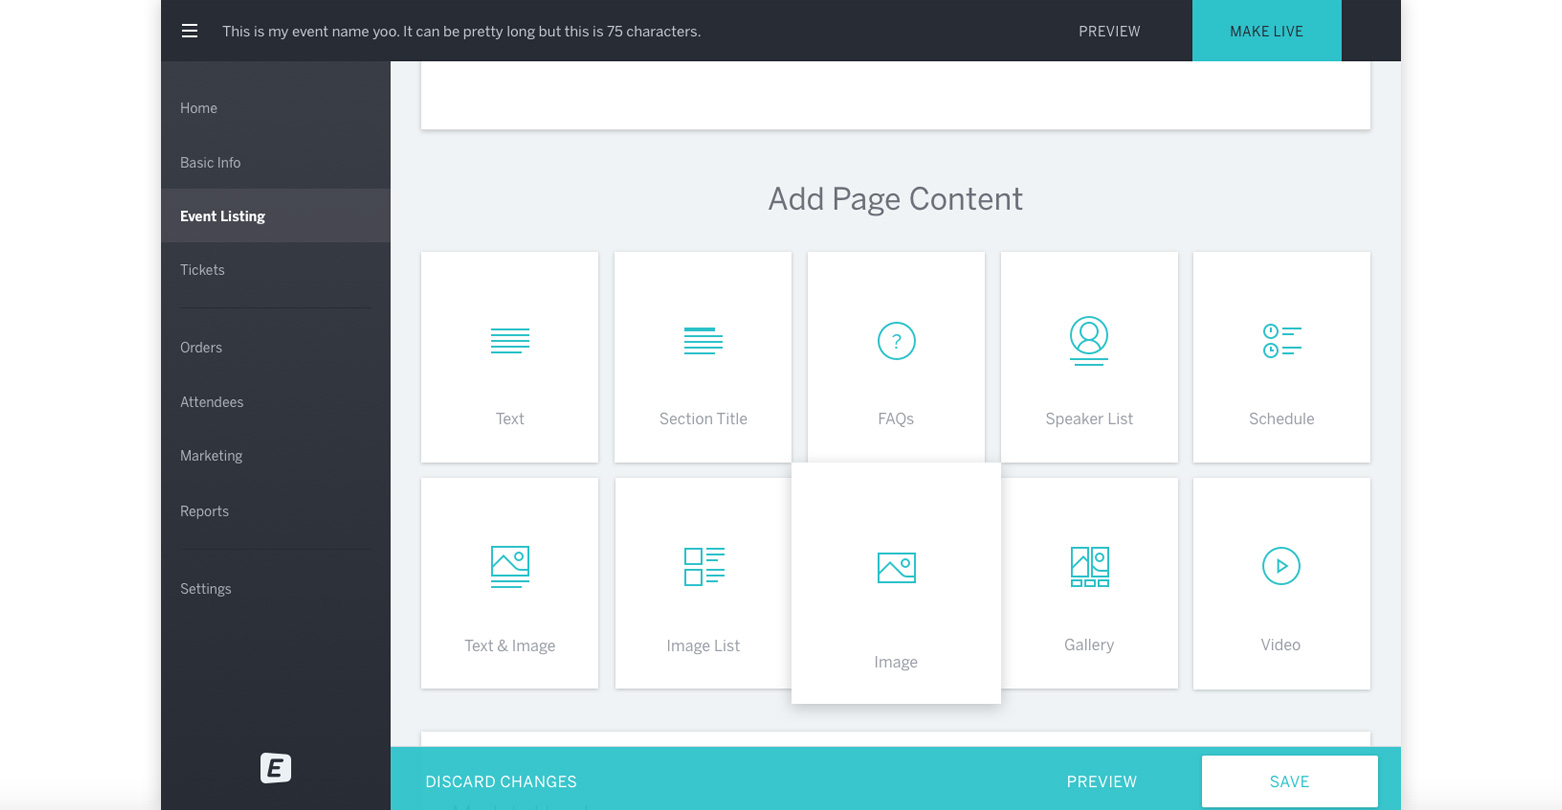 This is my event name yoo. It can be pretty long but this is 75 characters.
PREVIEW
MAKE LIVE
Home
Basic Info
Event Listing
Tickets
Orders
Attendees
Marketing
Reports
Settings
E
Add Page Content
Text
Section Title
?
FAQs
Speaker List
Schedule
Text & Image
Image List
Image
Gallery
Video
DISCARD CHANGES
PREVIEW
SAVE